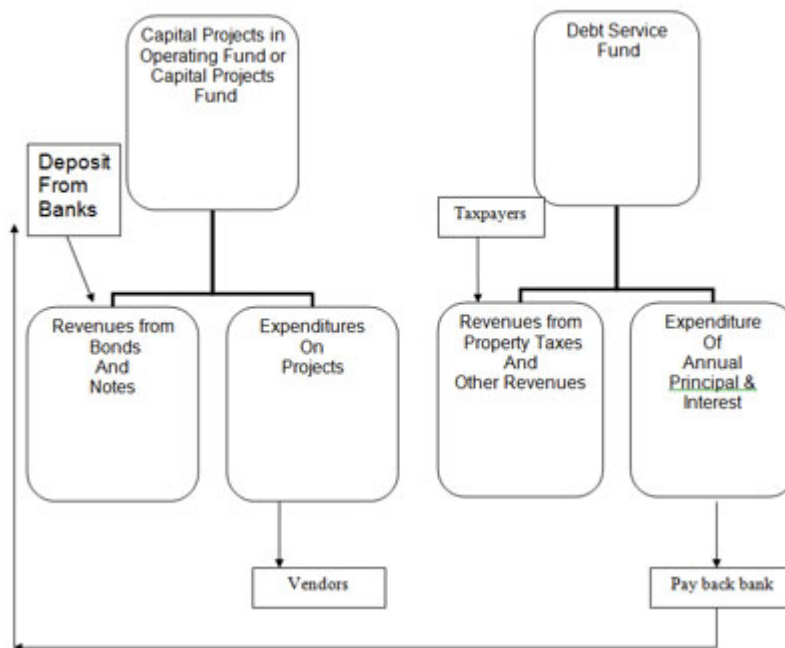 Capital Projects in
Operating Fund or
Capital Projects
Fund
Debt Service
Fund
Deposit
From
Banks
Taxpayers
Revenues from
Bonds
And
Notes
Expenditures
On
Projects
Revenues from
Property Taxes
And
Other Revenues
Expenditure
Of
Annual
Principal &
Interest
Vendors
Pay back bank